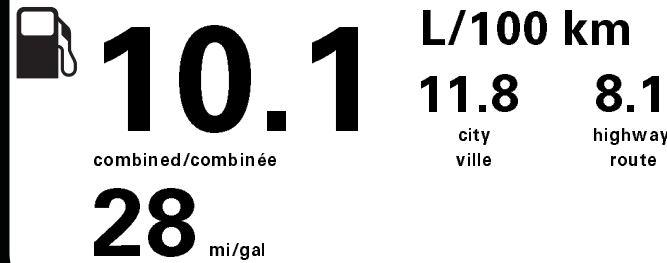 10.1
combined/combinée
L/100 km
11.8 8.1
city highway
ville route
28 mi/gal